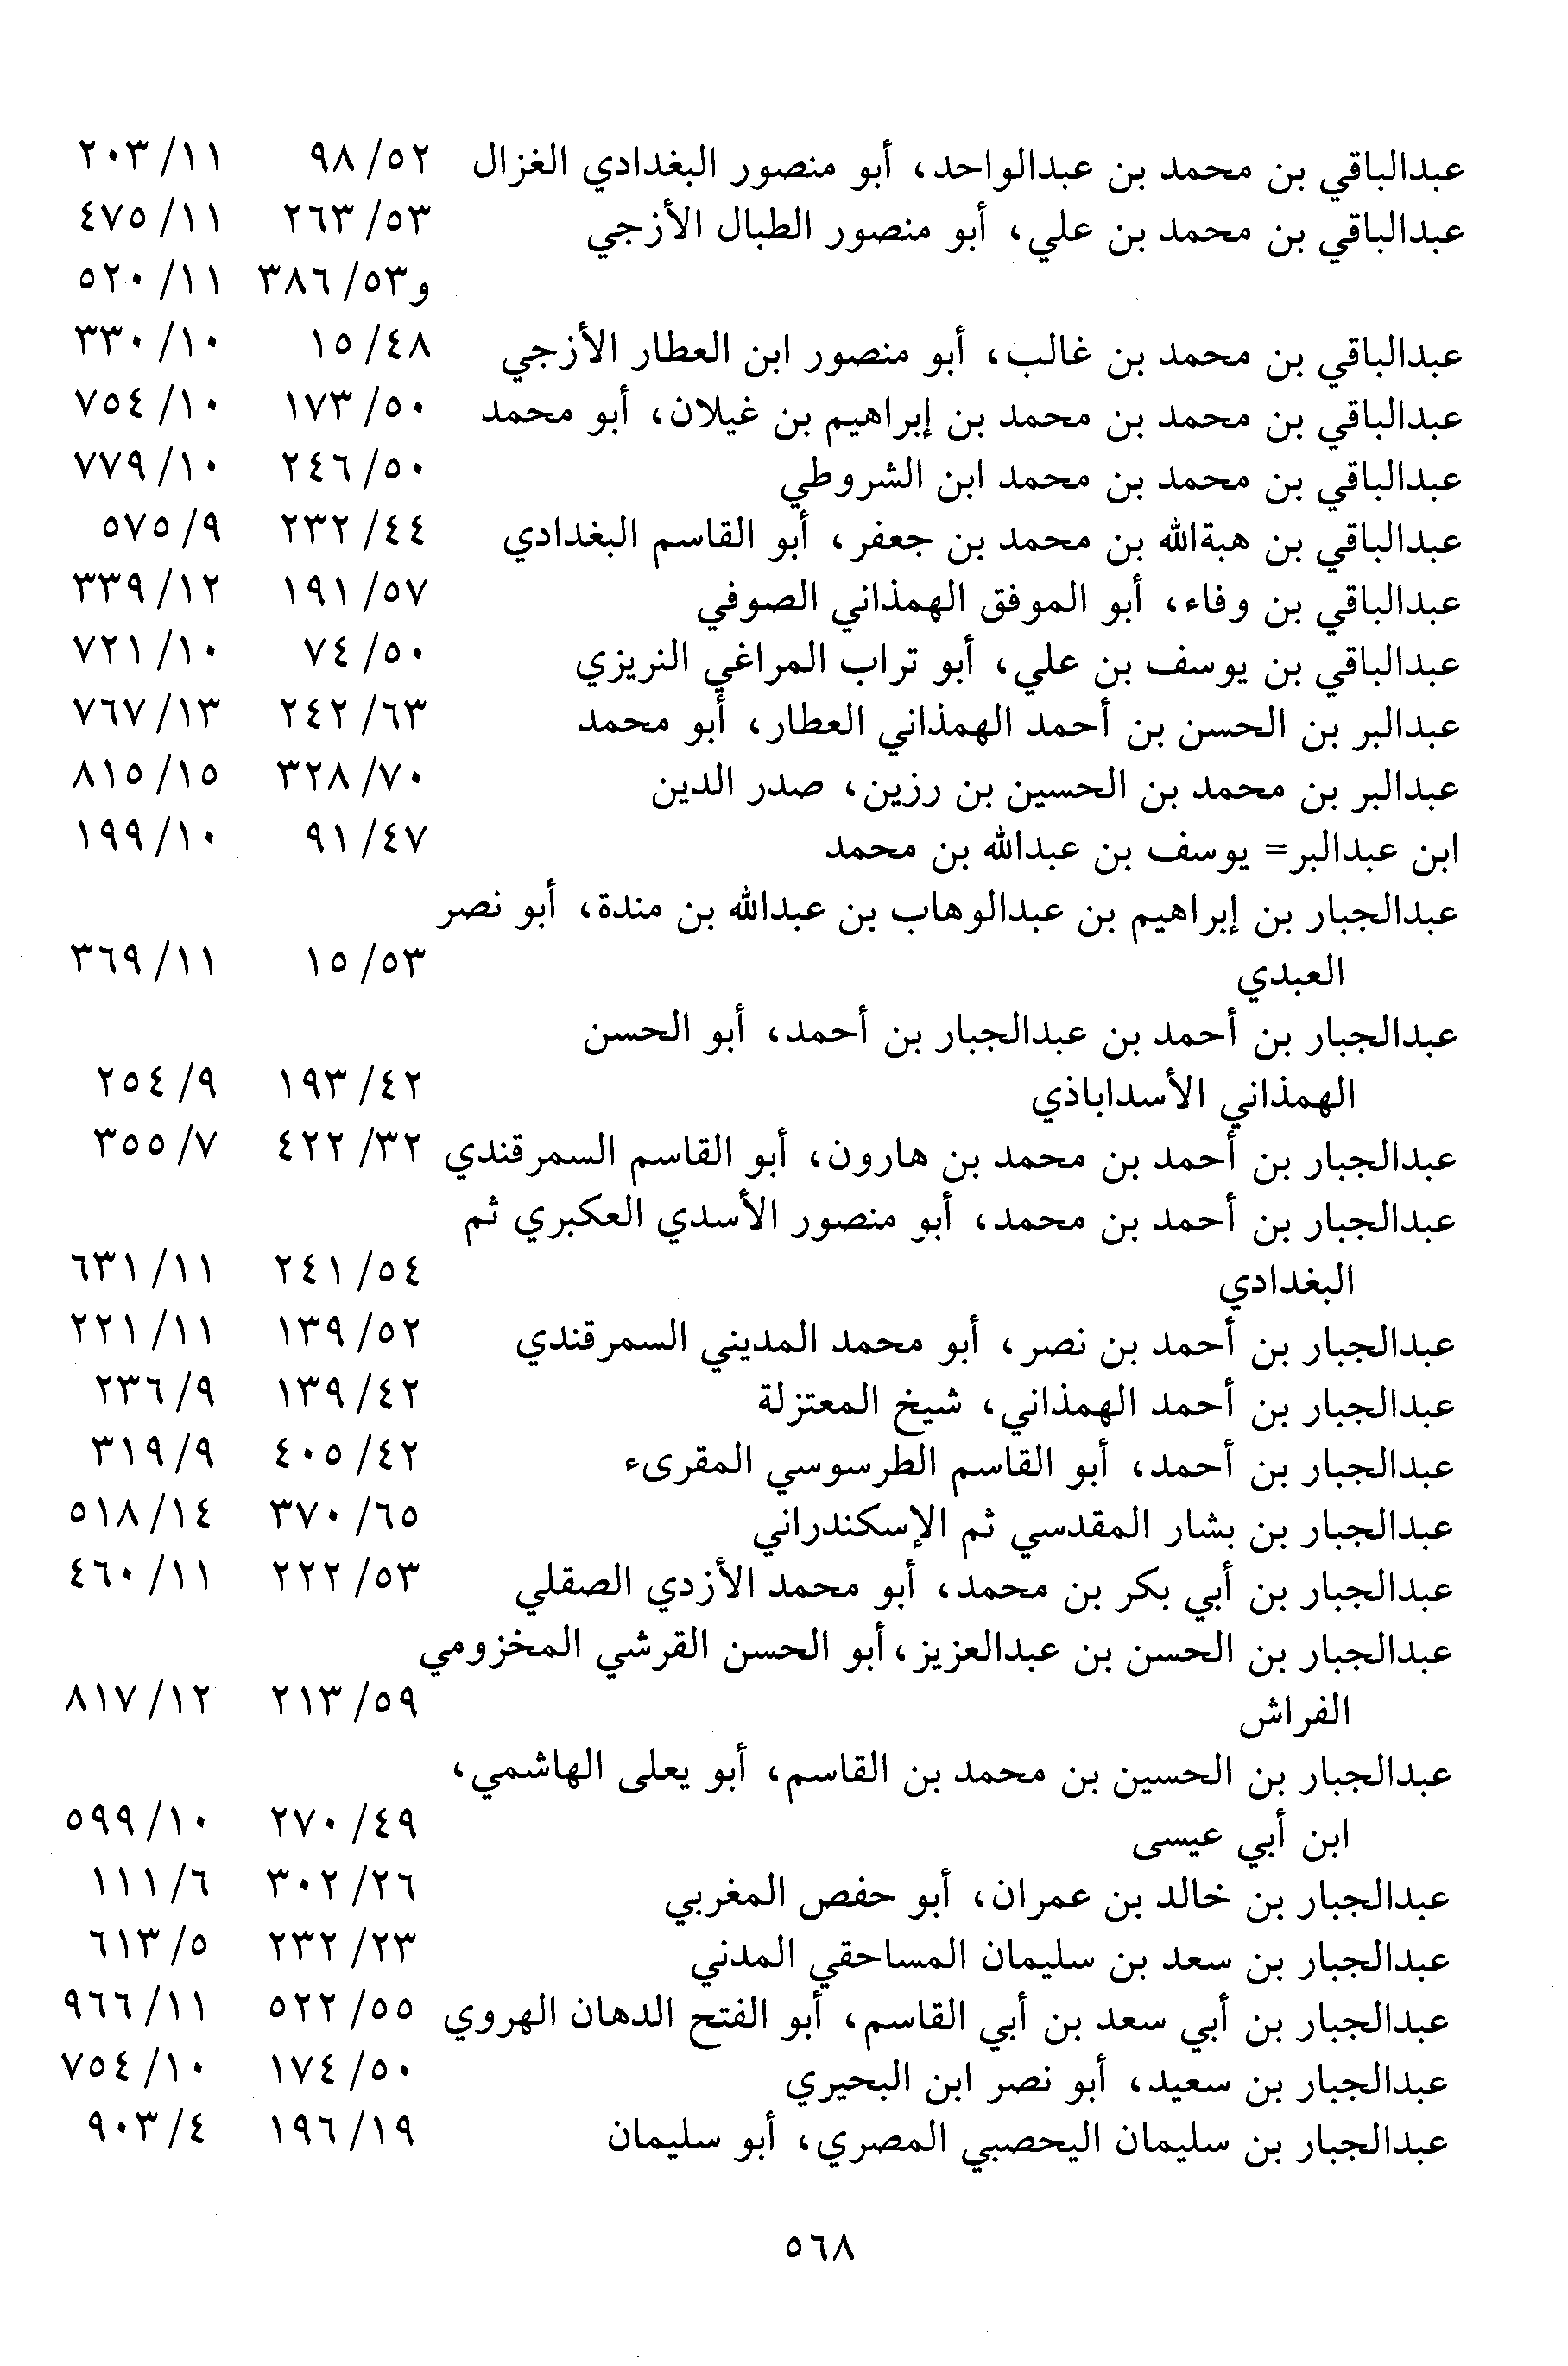 عبدالباقي بن محمد بن عبدالواحد، أبو منصور البغدادي الغزال ٥٢/ ٩٨ ١١/ ٢٠٣
عبدالباقي بن محمد بن علي، أبو منصور الطبال الأزجي ٥٣/ ٢٦٣ ١١/ ٤٧٥
و٥٣/ ٣٨٦ ١١/ ٥٢٠
عبدالباقي بن محمد بن غالب، أبو منصور ابن العطار الأزجي ٤٨/ ١٥ ١٠/ ٣٣٠
عبدالباقي بن محمد بن محمد بن إبراهيم بن غيلان، أبو محمد ٥٠/ ١٧٣ ١٠/ ٧٥٤
عبدالباقي بن محمد بن محمد ابن الشروطي ٥٠/ ٢٤٦ ١٠/ ٧٧٩
عبدالباقي بن هبةالله بن محمد بن جعفر، أبو القاسم البغدادي ٤٤/ ٢٣٢ ٩/ ٥٧٥
عبدالباقي بن وفاء، أبو الموفق الهمذاني الصوفي ٥٧/ ١٩١ ١٢/ ٣٣٩
عبدالباقي بن يوسف بن علي، أبو تراب المراغي النريزي ٥٠/ ٧٤ ١٠/ ٧٢١
عبدالبر بن الحسن بن أحمد الهمذاني العطار، أبو محمد ٦٣/ ٢٤٢ ١٣/ ٧٦٧
عبدالبر بن محمد بن الحسين بن رزين، صدر الدين ٧٠/ ٣٢٨ ١٥/ ٨١٥
ابن عبدالبر= يوسف بن عبدالله بن محمد ٤٧/ ٩١ ١٠/ ١٩٩
عبدالجبار بن إبراهيم بن عبدالوهاب بن عبدالله بن مندة، أبو نصر
العبدي ٥٣/ ١٥ ١١/ ٣٦٩
عبدالجبار بن أحمد بن عبدالجبار بن أحمد، أبو الحسن
الهمذاني الأسداباذي ٤٢/ ١٩٣ ٩/ ٢٥٤
عبدالجبار بن أحمد بن محمد بن هارون، أبو القاسم السمرقندي ٣٢/ ٤٢٢ ٧/ ٣٥٥
عبدالجبار بن أحمد بن محمد، أبو منصور الأسدي العكبري ثم
البغدادي ٥٤/ ٢٤١ ١١/ ٦٣١
عبدالجبار بن أحمد بن نصر، أبو محمد المديني السمرقندي ٥٢/ ١٣٩ ١١/ ٢٢١
عبدالجبار بن أحمد الهمذاني، شيخ المعتزلة ٤٢/ ١٣٩ ٩/ ٢٣٦
عبدالجبار بن أحمد، أبو القاسم الطرسوسي المقرىء ٤٢/ ٤٠٥ ٩/ ٣١٩
عبدالجبار بن بشار المقدسي ثم الإسكندراني ٦٥/ ٣٧٠ ١٤/ ٥١٨
عبدالجبار بن أبي بكر بن محمد، أبو محمد الأزدي الصقلي ٥٣/ ٢٢٢ ١١/ ٤٦٠
عبدالجبار بن الحسن بن عبدالعزيز، أبو الحسن القرشي المخزومي
الفراش ٥٩/ ٢١٣ ١٢/ ٨١٧
عبدالجبار بن الحسين بن محمد بن القاسم، أبو يعلى الهاشمي،
ابن أبي عيسى ٤٩/ ٢٧٠ ١٠/ ٥٩٩
عبدالجبار بن خالد بن عمران، أبو حفص المغربي ٢٦/ ٣٠٢ ٦/ ١١١
عبدالجبار بن سعد بن سليمان المساحقي المدني ٢٣/ ٢٣٢ ٥/ ٦١٣
عبدالجبار بن أبي سعد بن أبي القاسم، أبو الفتح الدهان الهروي ٥٥/ ٥٢٢ ١١/ ٩٦٦
عبدالجبار بن سعيد، أبو نصر ابن البحيري ٥٠/ ١٧٤ ١٠/ ٧٥٤
عبدالجبار بن سليمان اليحصبي المصري، أبو سليمان ١٩/ ١٩٦ ٤/ ٩٠٣
٥٦٨